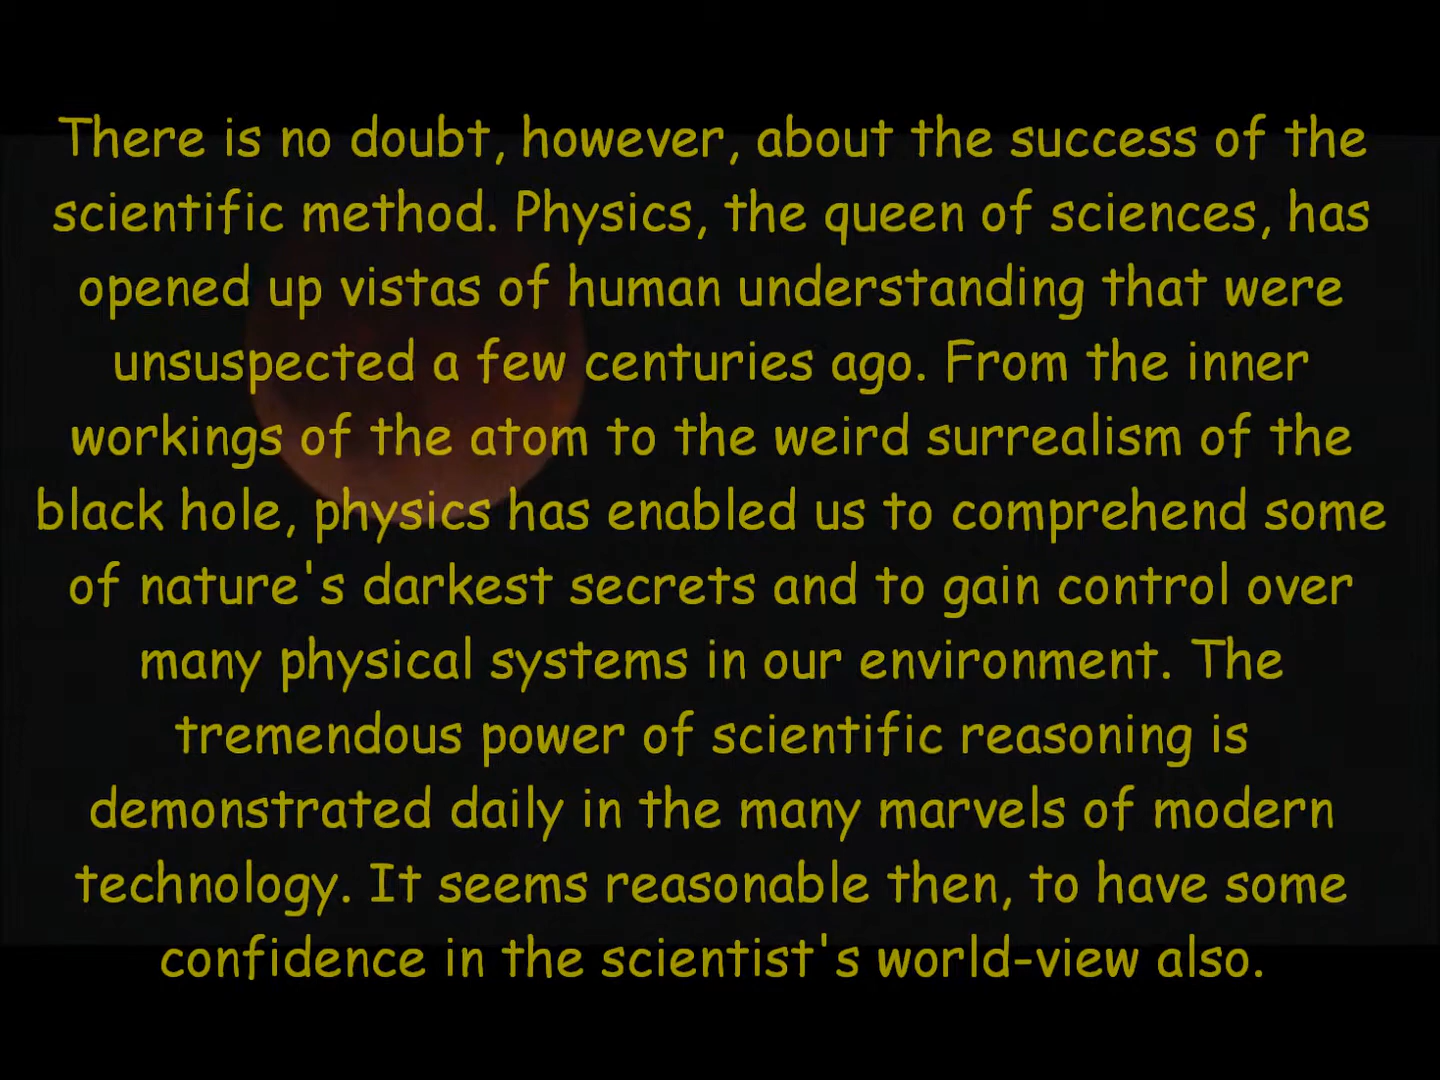 There is no doubt, however, about the success of the
scientific method. Physics, the queen of sciences, has
opened up vistas of human understanding that were
unsuspected a few centuries ago. From the inner
workings of the atom to the weird surrealism of the
black hole, physics has enabled us to comprehend some
of nature's darkest secrets and to gain control over
many physical systems in our environment. The
tremendous power of scientific reasoning is
demonstrated daily in the many marvels of modern
technology. It seems reasonable then, to have some
confidence in the scientist's world-view also.